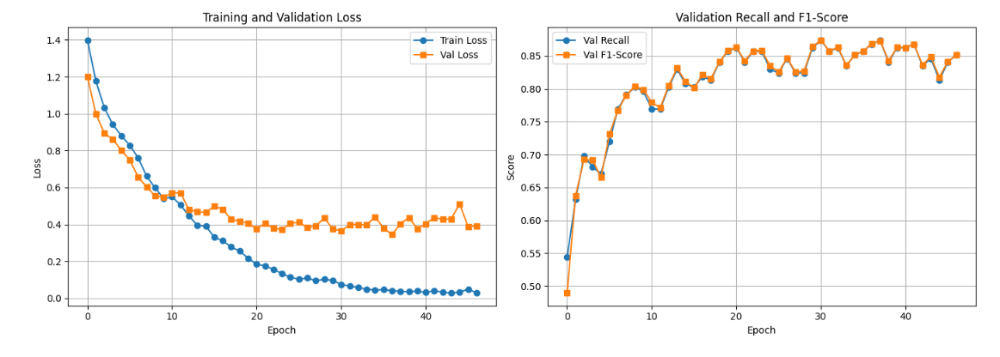 Training and Validation Loss
Train Loss
Val Loss
Loss
1.4
1.2
1.0
0.8
0.6
0.4
0.2
0.0
0
10
20
30
40
Epoch
Validation Recall and F1-Score
Val Recall
Val F1-Score
Score
0.85
0.80
0.75
0.70
0.65
0.60
0.55
0.50
0
10
20
30
40
Epoch